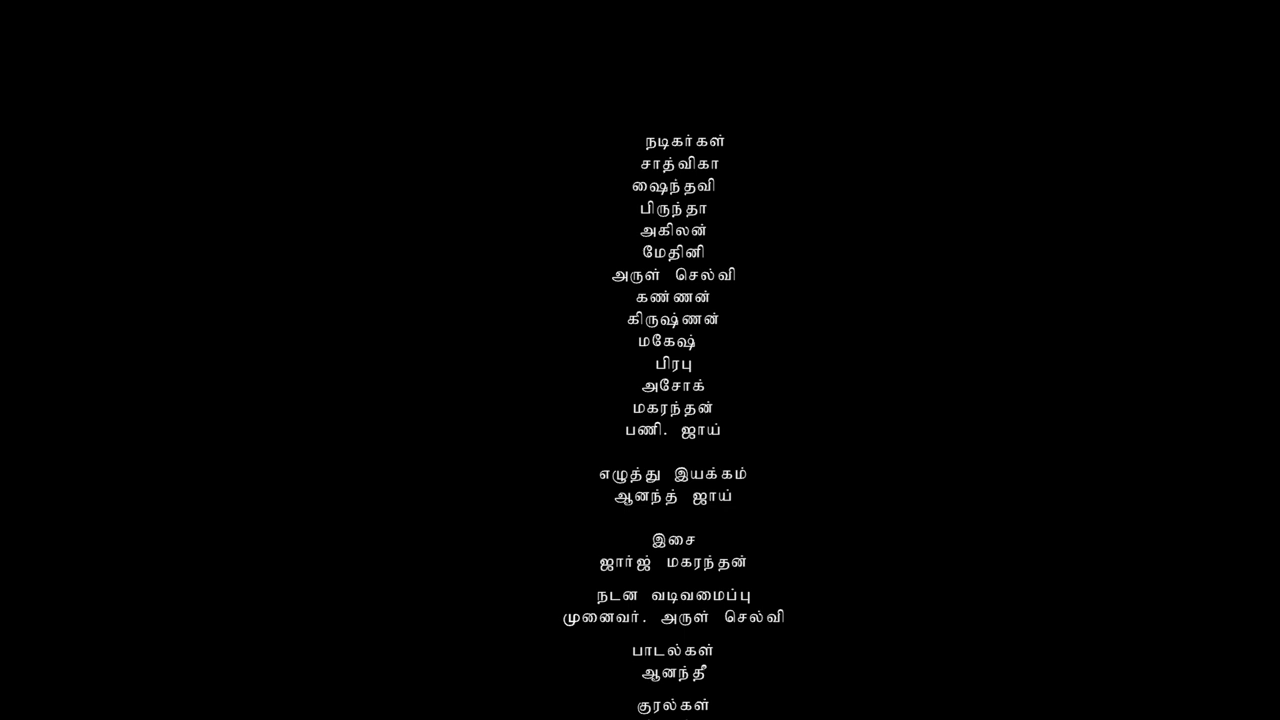 நடிகர்கள்
சாத்விகா
ஷைந்தவி
பிருந்தா
அகிலன்
மேதினி
அருள் செல்வி
கண்ணன்
கிருஷ்ணன்
மகேஷ்
பிரபு
அசோக்
மகரந்தன்
பணி. ஜாய்
எழுத்து இயக்கம்
ஆனந்த் ஜாய்
இசை
ஜார்ஜ் மகரந்தன்
நடன வடிவமைப்பு
முனைவர். அருள் செல்வி
பாடல்கள்
ஆனந்தீ
குரல்கள்